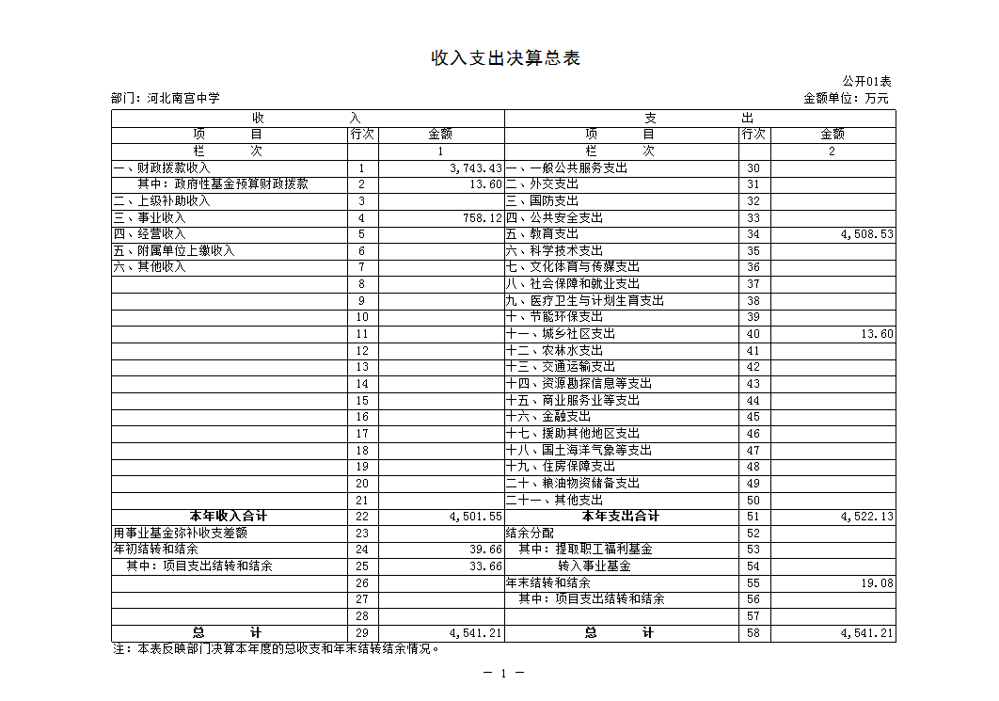 收入支出决算总表
公开01表
部门：河北南宫中学 金额单位：万元
收 入 支 出
项 目 行次 金额 项 目 行次 金额
栏 次 1 栏 次 2
一、财政拨款收入 1 3,743.43 一、一般公共服务支出 30
其中：政府性基金预算财政拨款 2 13.60 二、外交支出 31
二、上级补助收入 3 三、国防支出 32
三、事业收入 4 758.12 四、公共安全支出 33
四、经营收入 5 五、教育支出 34 4,508.53
五、附属单位上缴收入 6 六、科学技术支出 35
六、其他收入 7 七、文化体育与传媒支出 36
8 八、社会保障和就业支出 37
9 九、医疗卫生与计划生育支出 38
10 十、节能环保支出 39
11 十一、城乡社区支出 40 13.60
12 十二、农林水支出 41
13 十三、交通运输支出 42
14 十四、资源勘探信息等支出 43
15 十五、商业服务业等支出 44
16 十六、金融支出 45
17 十七、援助其他地区支出 46
18 十八、国土海洋气象等支出 47
19 十九、住房保障支出 48
20 二十、粮油物资储备支出 49
21 二十一、其他支出 50
本年收入合计 22 4,501.55 本年支出合计 51 4,522.13
用事业基金弥补收支差额 23 结余分配 52
年初结转和结余 24 39.66 其中：提取职工福利基金 53
其中：项目支出结转和结余 25 33.66 转入事业基金 54
26 年末结转和结余 55 19.08
27 其中：项目支出结转和结余 56
28 57
总 计 29 4,541.21 总 计 58 4,541.21
注：本表反映部门决算本年度的总收支和年末结转结余情况。
— 1 —